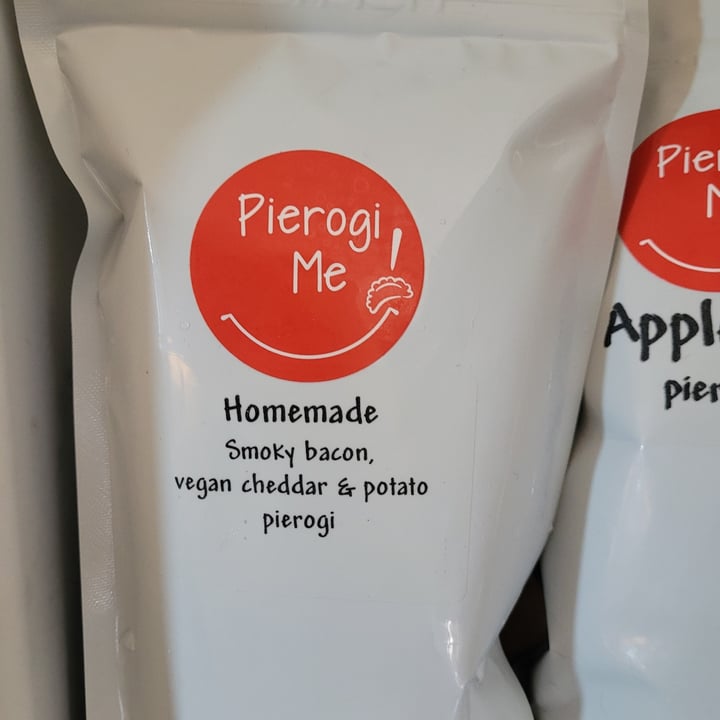 Pierogi
Me!
Homemade
Smoky bacon,
vegan cheddar & potato
pierogi